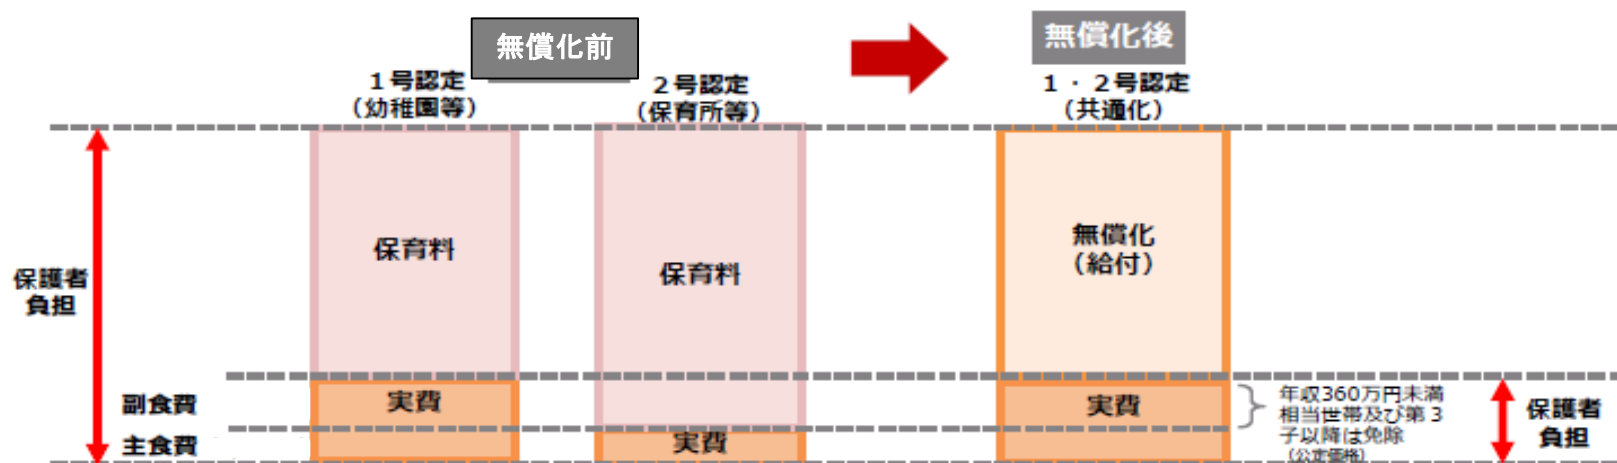 無償化前
無償化後
1号認定
（幼稚園等）
2号認定
（保育所等）
1・2号認定
（共通化）
保育料
保育料
無償化
（給付）
保護者
負担
副食費
主食費
実費
実費
実費
年収360万円未満
相当世帯及び第3
子以降は免除
（公定価格）
保護者
負担